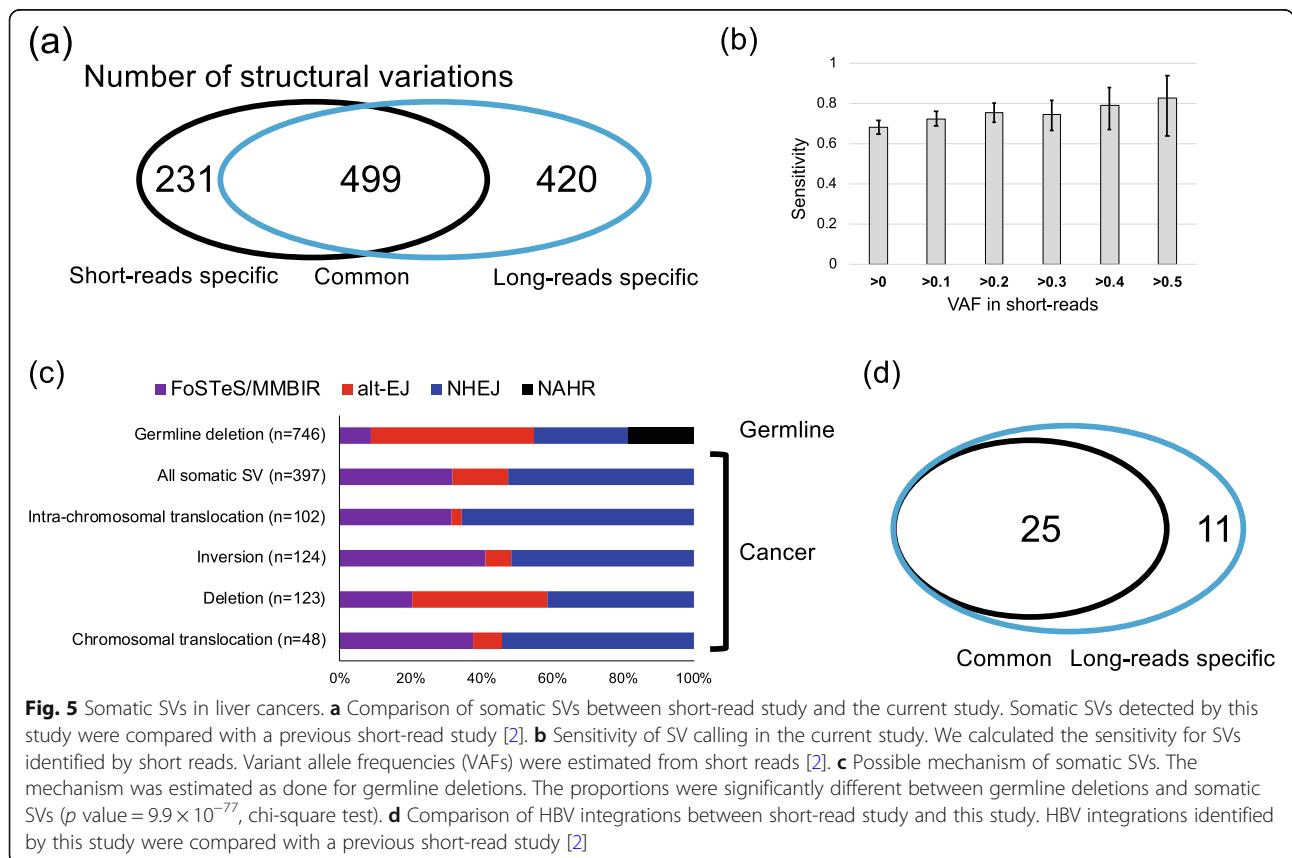 (a)
Number of structural variations
231 499 420
Short-reads specific Common Long-reads specific
(b)
1
0.8
0.6
0.4
0.2
0
Sensitivity
>0 >0.1 >0.2 >0.3 >0.4 >0.5
VAF in short-reads
(c)
FoSTeS/MMBIR alt-EJ NHEJ NAHR
Germline deletion (n=746)
All somatic SV (n=397)
Intra-chromosomal translocation (n=102)
Inversion (n=124)
Deletion (n=123)
Chromosomal translocation (n=48)
0% 20% 40% 60% 80% 100%
Germline
Cancer
(d)
25 11
Common Long-reads specific
Fig. 5 Somatic SVs in liver cancers. a Comparison of somatic SVs between short-read study and the current study. Somatic SVs detected by this
study were compared with a previous short-read study [2]. b Sensitivity of SV calling in the current study. We calculated the sensitivity for SVs
identified by short reads. Variant allele frequencies (VAFs) were estimated from short reads [2]. c Possible mechanism of somatic SVs. The
mechanism was estimated as done for germline deletions. The proportions were significantly different between germline deletions and somatic
SVs (p value = 9.9 × 10⁻⁷⁷, chi-square test). d Comparison of HBV integrations between short-read study and this study. HBV integrations identified
by this study were compared with a previous short-read study [2]